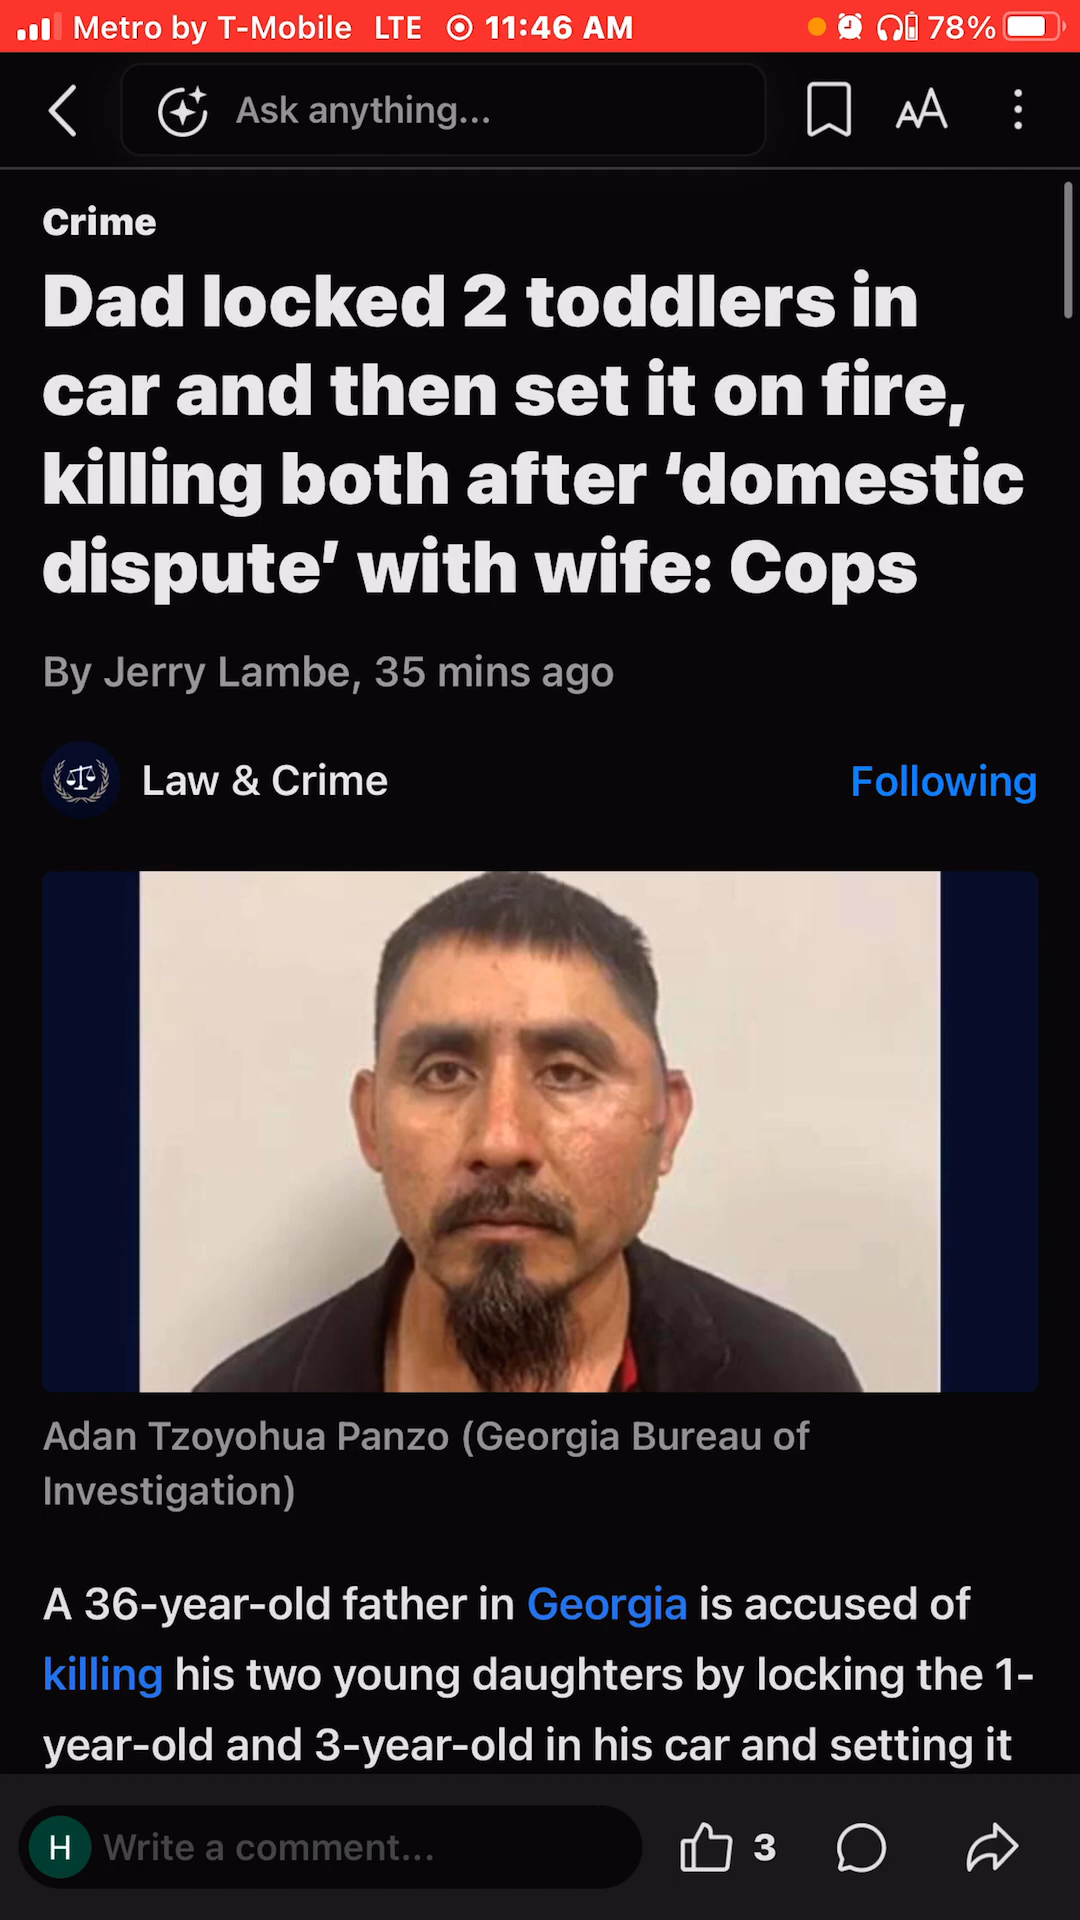 Metro by T-Mobile LTE 11:46 AM 78%
Ask anything... AA
Crime
Dad locked 2 toddlers in
car and then set it on fire,
killing both after ‘domestic
dispute’ with wife: Cops
By Jerry Lambe, 35 mins ago
Law & Crime Following
Adan Tzoyohua Panzo (Georgia Bureau of
Investigation)
A 36-year-old father in Georgia is accused of
killing his two young daughters by locking the 1-
year-old and 3-year-old in his car and setting it
H Write a comment... 3